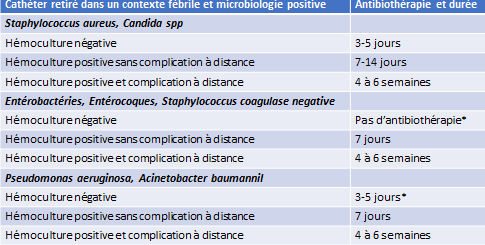 Cathéter retiré dans un contexte fébrile et microbiologie positive Antibiothérapie et durée
Staphylococcus aureus, Candida spp
Hémoculture négative 3-5 jours
Hémoculture positive sans complication à distance 7-14 jours
Hémoculture positive et complication à distance 4 à 6 semaines
Entérobactéries, Entérocoques, Staphylococcus coagulase negative
Hémoculture négative Pas d'antibiothérapie*
Hémoculture positive sans complication à distance 7 jours
Hémoculture positive et complication à distance 4 à 6 semaines
Pseudomonas aeruginosa, Acinetobacter baumannil
Hémoculture négative 3-5 jours*
Hémoculture positive sans complication à distance 7 jours
Hémoculture positive et complication à distance 4 à 6 semaines